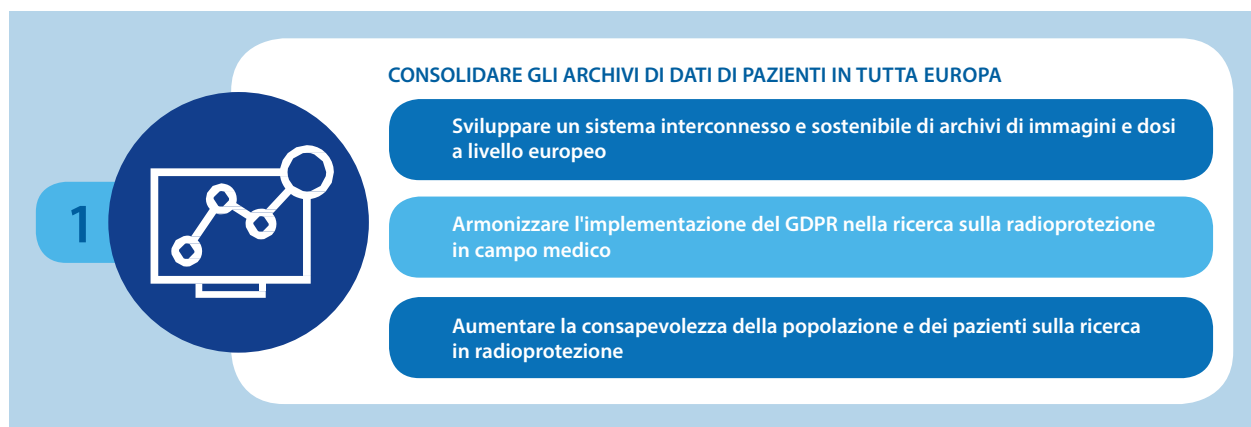 CONSOLIDARE GLI ARCHIVI DI DATI DI PAZIENTI IN TUTTA EUROPA
Sviluppare un sistema interconnesso e sostenibile di archivi di immagini e dosi
a livello europeo
1
Armonizzare l'implementazione del GDPR nella ricerca sulla radioprotezione
in campo medico
Aumentare la consapevolezza della popolazione e dei pazienti sulla ricerca
in radioprotezione